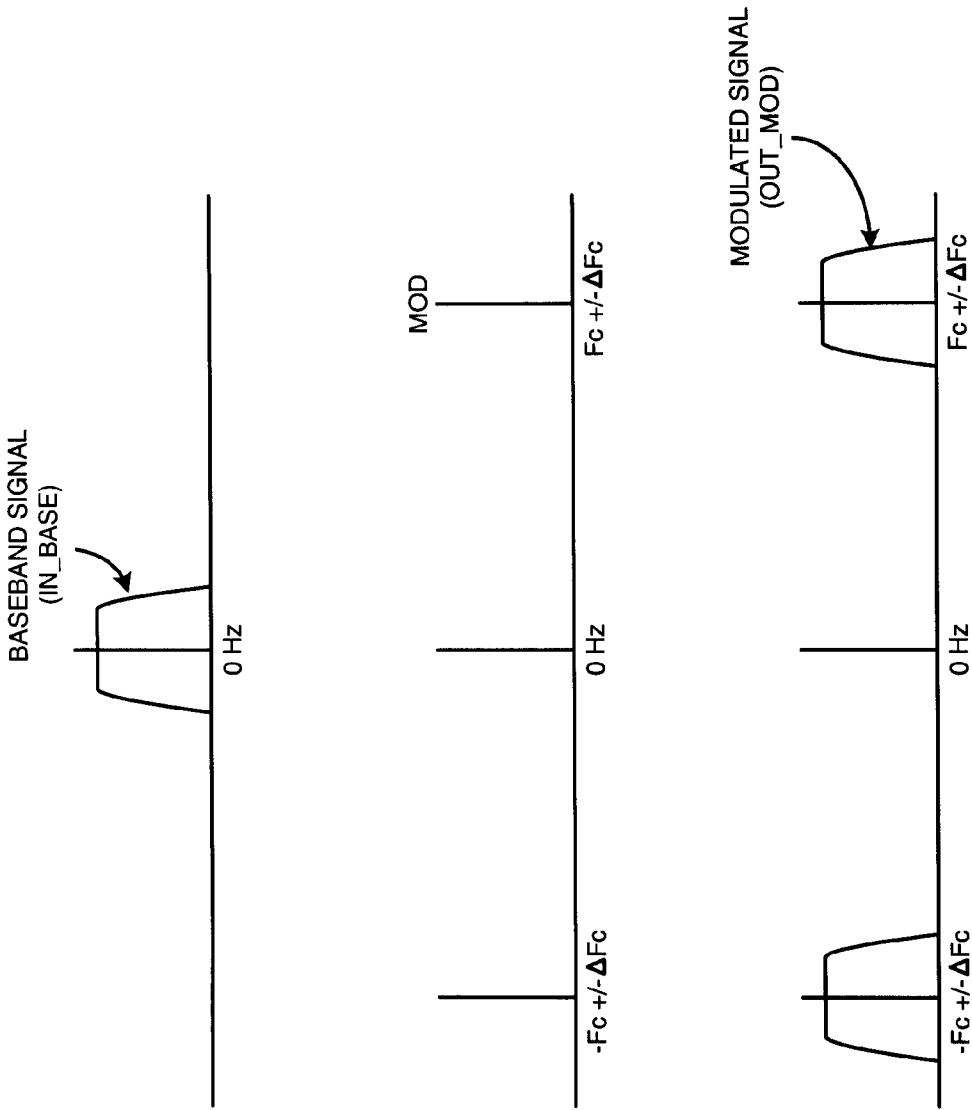 BASEBAND SIGNAL
(IN_BASE)
0 Hz
MOD
-Fc +/-ΔFc
0 Hz
Fc +/-ΔFc
MODULATED SIGNAL
(OUT_MOD)
-Fc +/-ΔFc
0 Hz
Fc +/-ΔFc